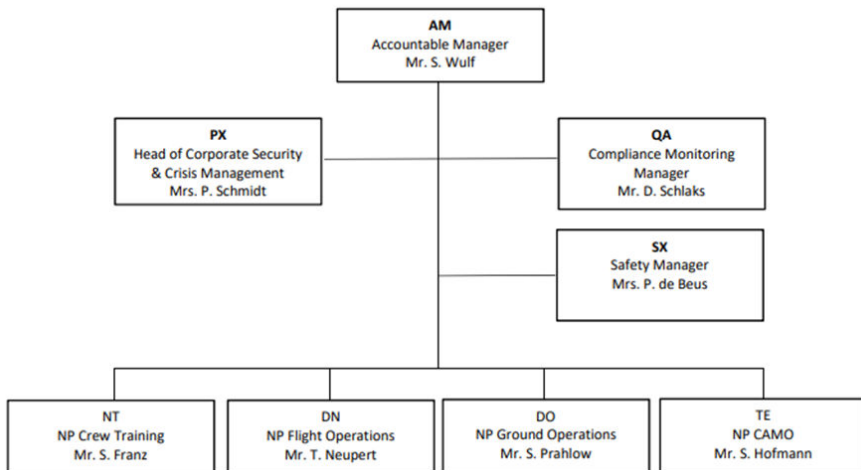 AM
Accountable Manager
Mr. S. Wulf
PX
Head of Corporate Security
& Crisis Management
Mrs. P. Schmidt
QA
Compliance Monitoring
Manager
Mr. D. Schlaks
SX
Safety Manager
Mrs. P. de Beus
NT
NP Crew Training
Mr. S. Franz
DN
NP Flight Operations
Mr. T. Neupert
DO
NP Ground Operations
Mr. S. Prahlow
TE
NP CAMO
Mr. S. Hofmann